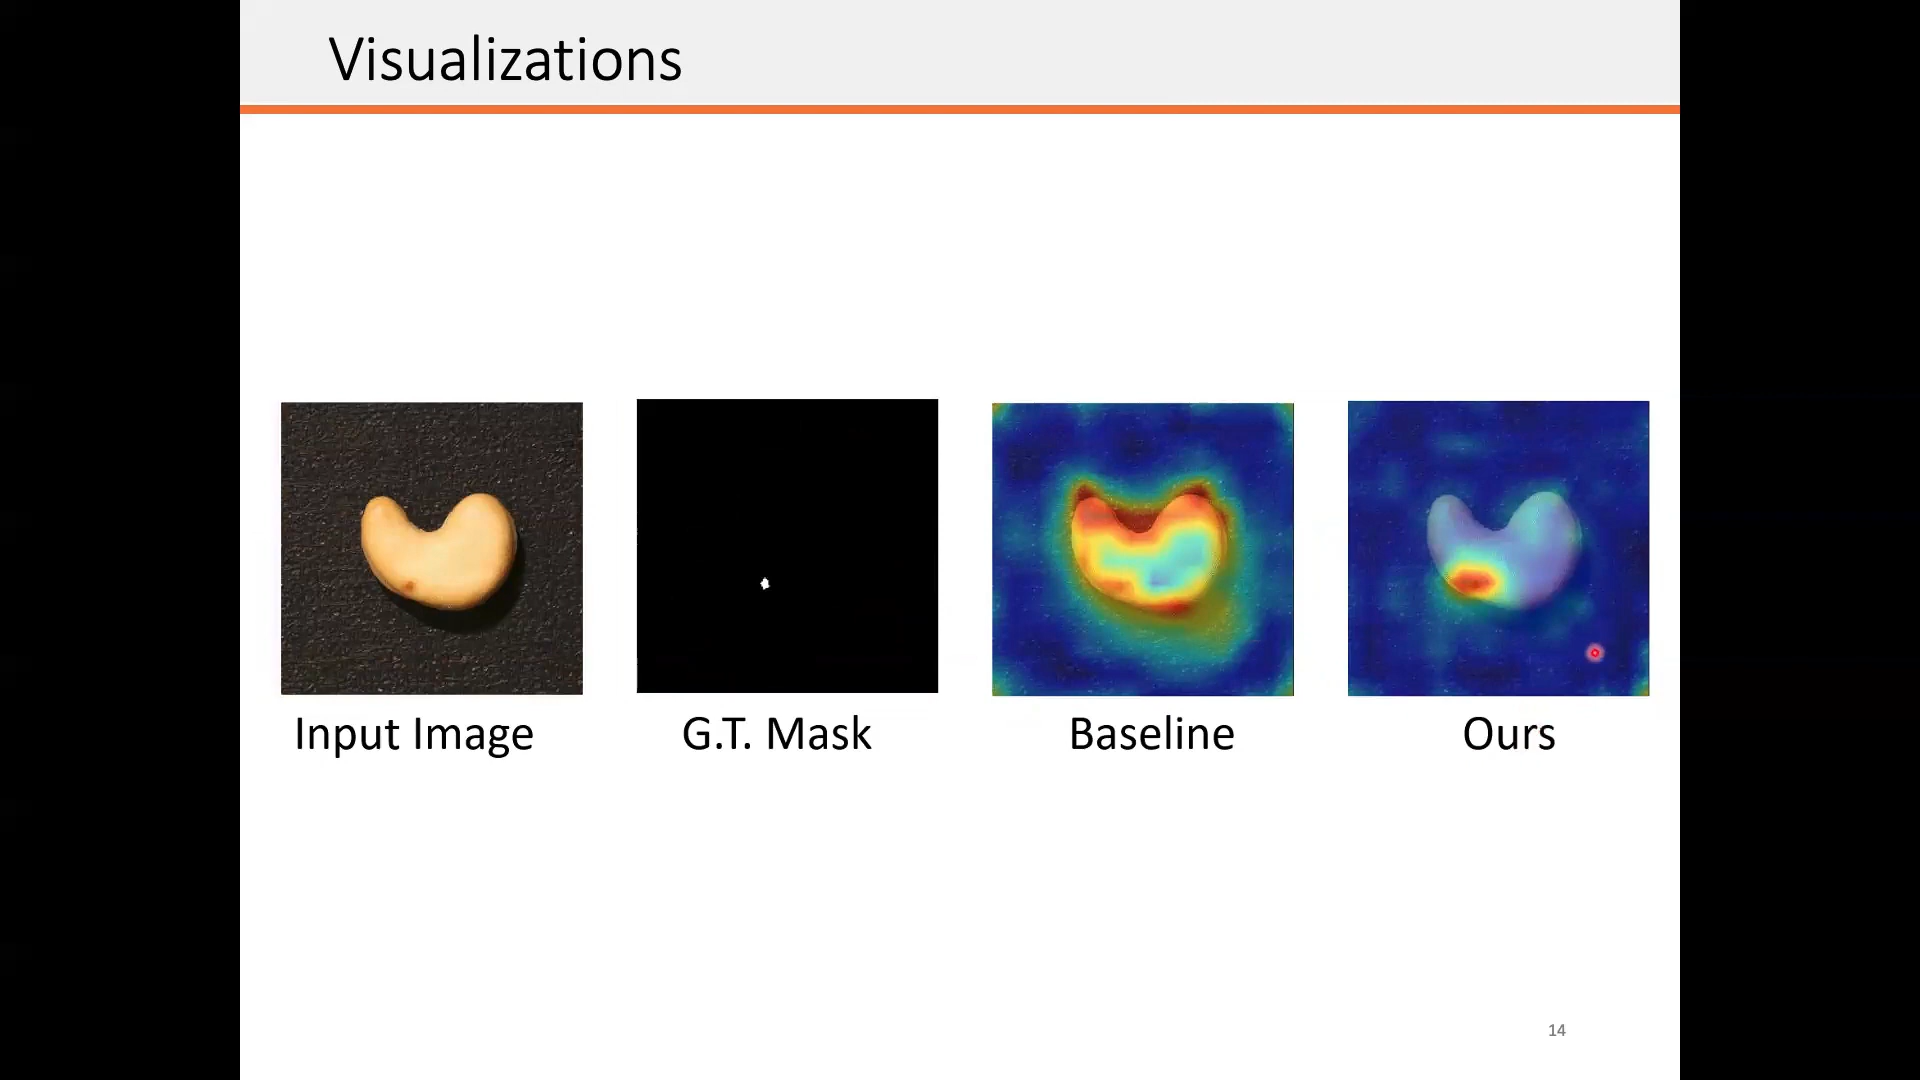 Visualizations
Input Image
G.T. Mask
Baseline
Ours
14